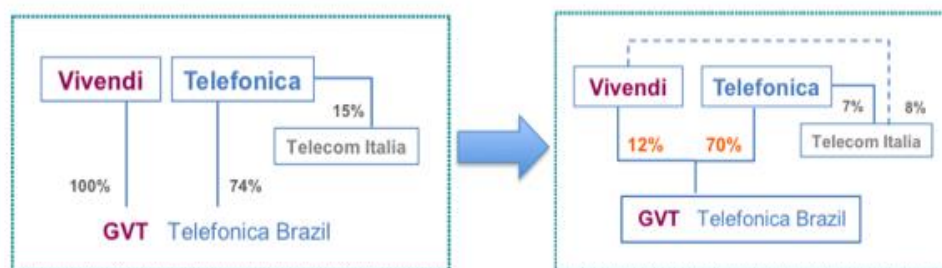 Vivendi
Telefonica
15%
Telecom Italia
100%
74%
GVT Telefonica Brazil
Vivendi
Telefonica
7%
8%
12%
70%
Telecom Italia
GVT Telefonica Brazil